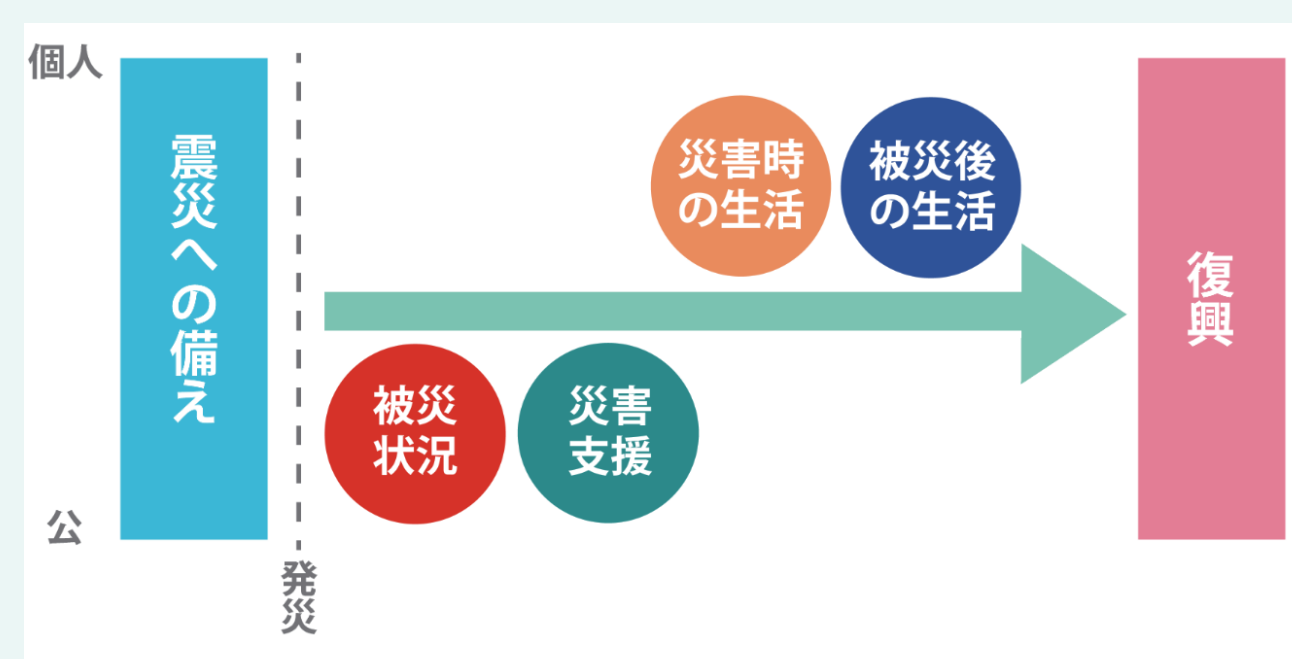 個人
公
震災への備え
発災
災害時
の生活
被災後
の生活
被災
状況
災害
支援
復興